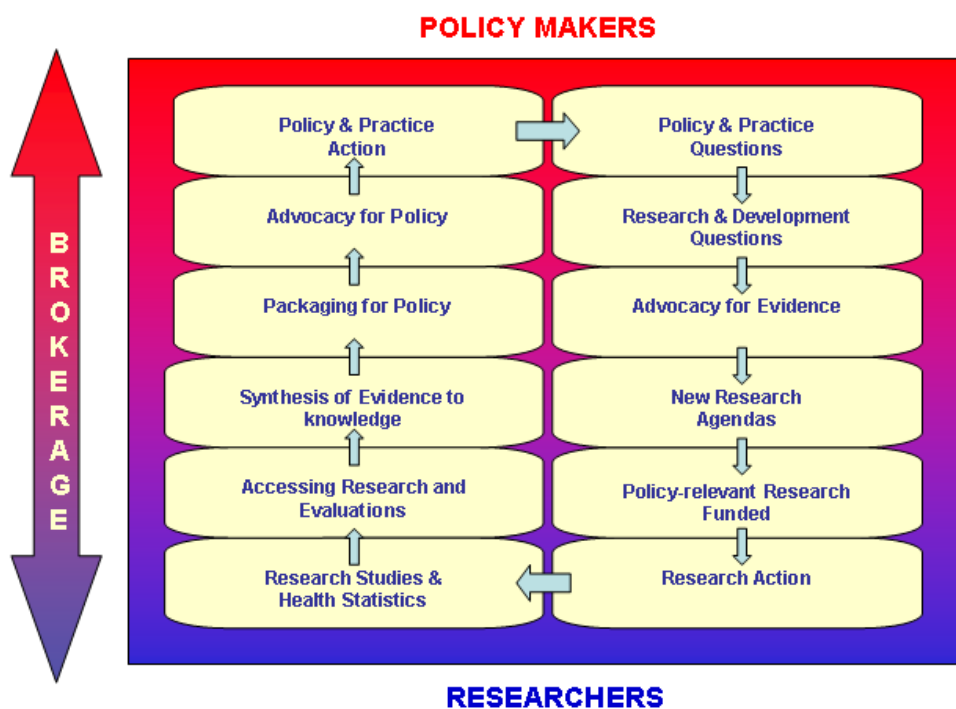 POLICY MAKERS
BROKERAGE
Policy & Practice
Action
Policy & Practice
Questions
Advocacy for Policy
Research & Development
Questions
Packaging for Policy
Advocacy for Evidence
Synthesis of Evidence to
knowledge
New Research
Agendas
Accessing Research and
Evaluations
Policy-relevant Research
Funded
Research Studies &
Health Statistics
Research Action
RESEARCHERS